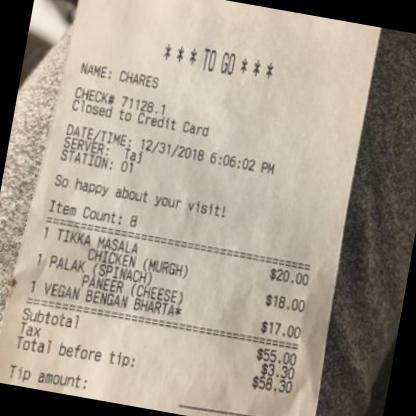 * * * TO GO * * *
NAME: CHARES
CHECK# 71128.1
Closed to Credit Card
DATE/TIME: 12/31/2018 6:06:02 PM
SERVER: Taj
STATION: 01
So happy about your visit!
Item Count: 8
1 TIKKA MASALA
CHICKEN (MURGH) $20.00
1 PALAK (SPINACH)
PANEER (CHEESE) $18.00
1 VEGAN BENGAN BHARTA* $17.00
Subtotal $55.00
Tax $3.30
Total before tip: $58.30
Tip amount: